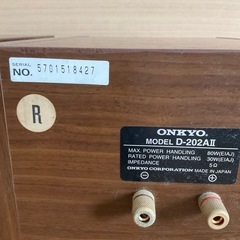 SERIAL
NO. 5701518427
R
ONKYO.
MODEL D-202AII
MAX. POWER HANDLING 80W(EIAJ)
RATED POWER HANDLING 30W(EIAJ)
IMPEDANCE 5Ω
ONKYO CORPORATION MADE IN JAPAN